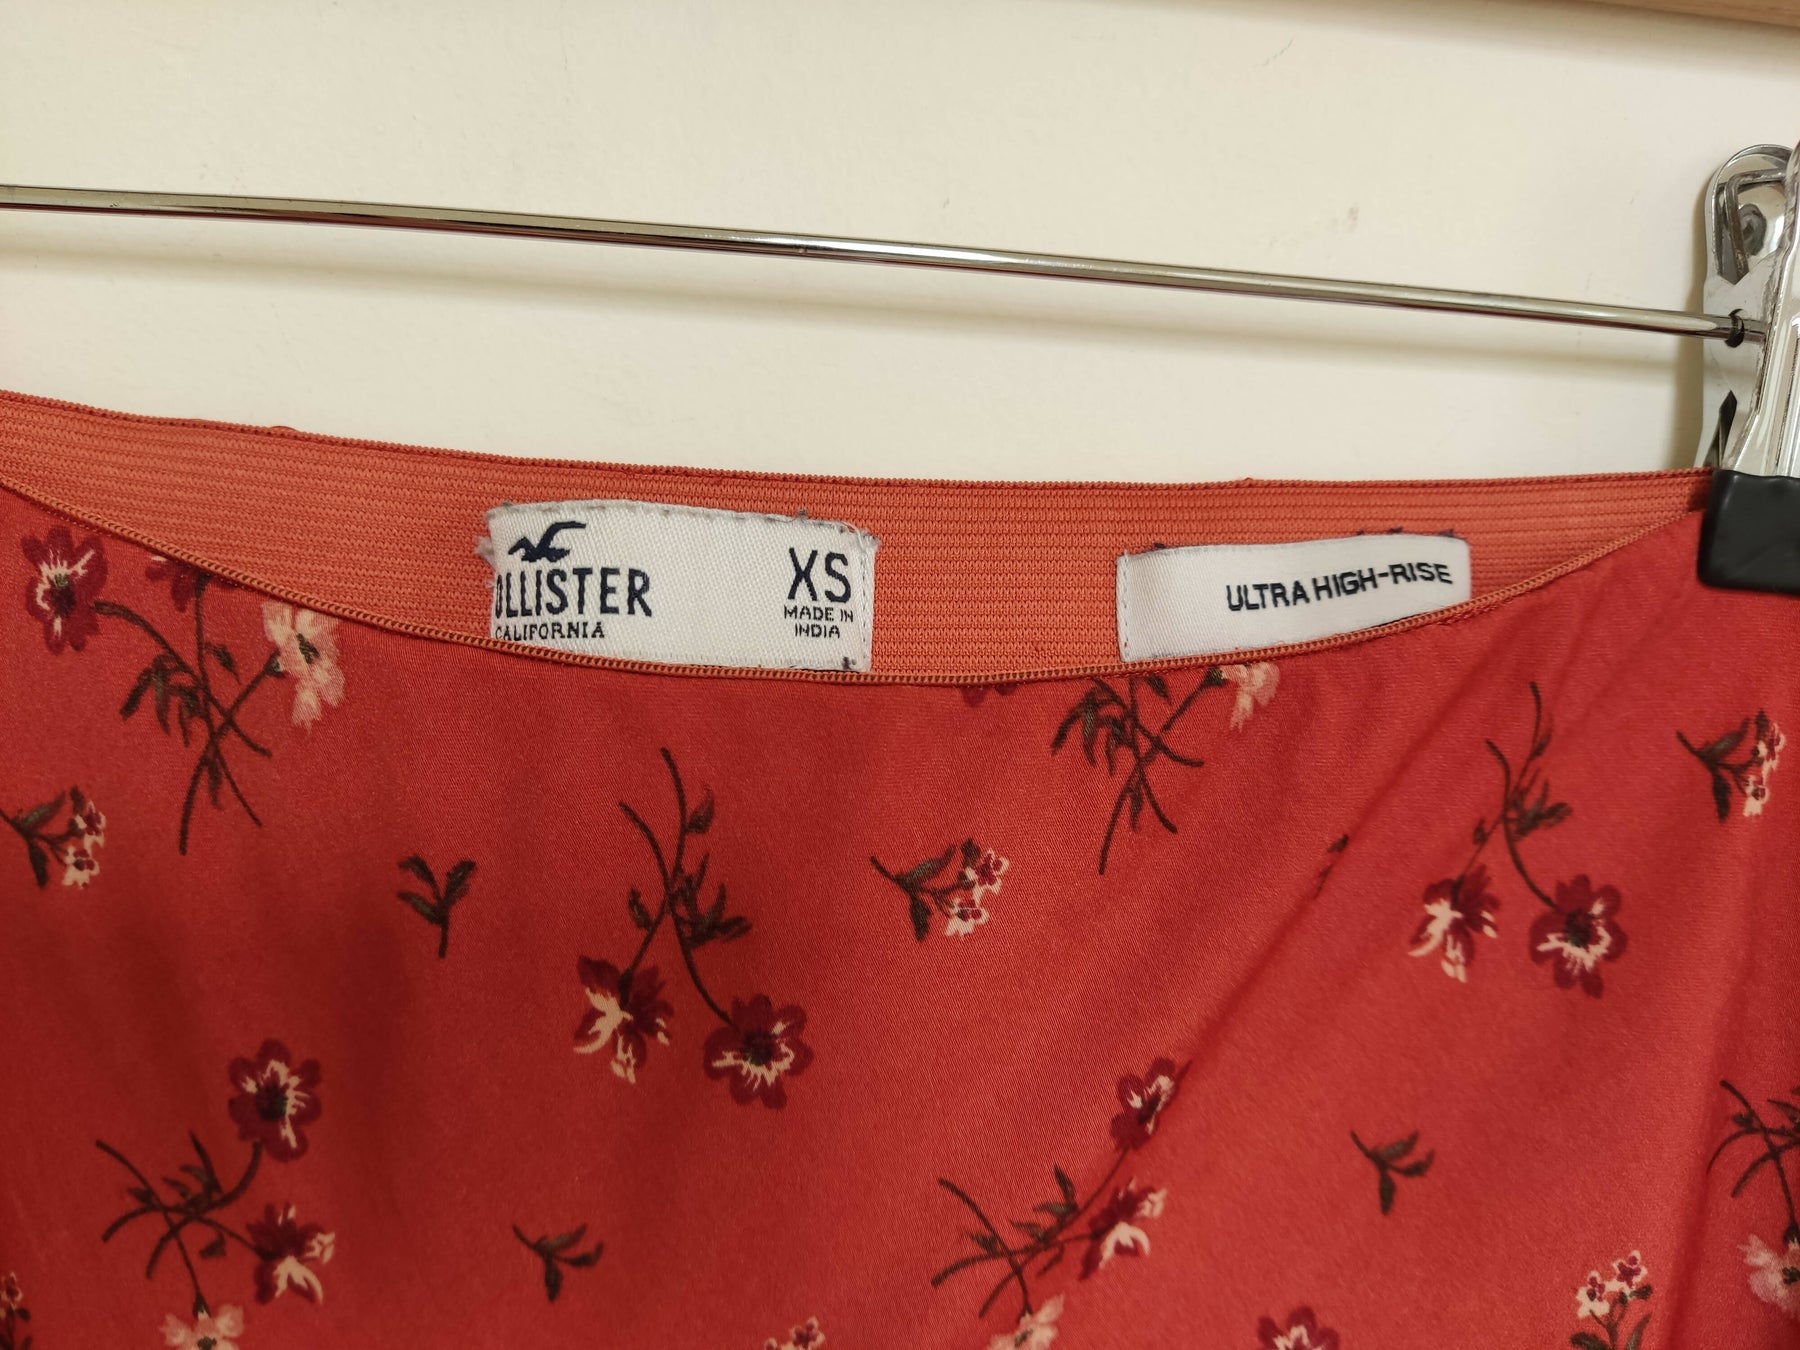 OLLISTER
CALIFORNIA
XS
MADE IN
INDIA
ULTRA HIGH-RISE